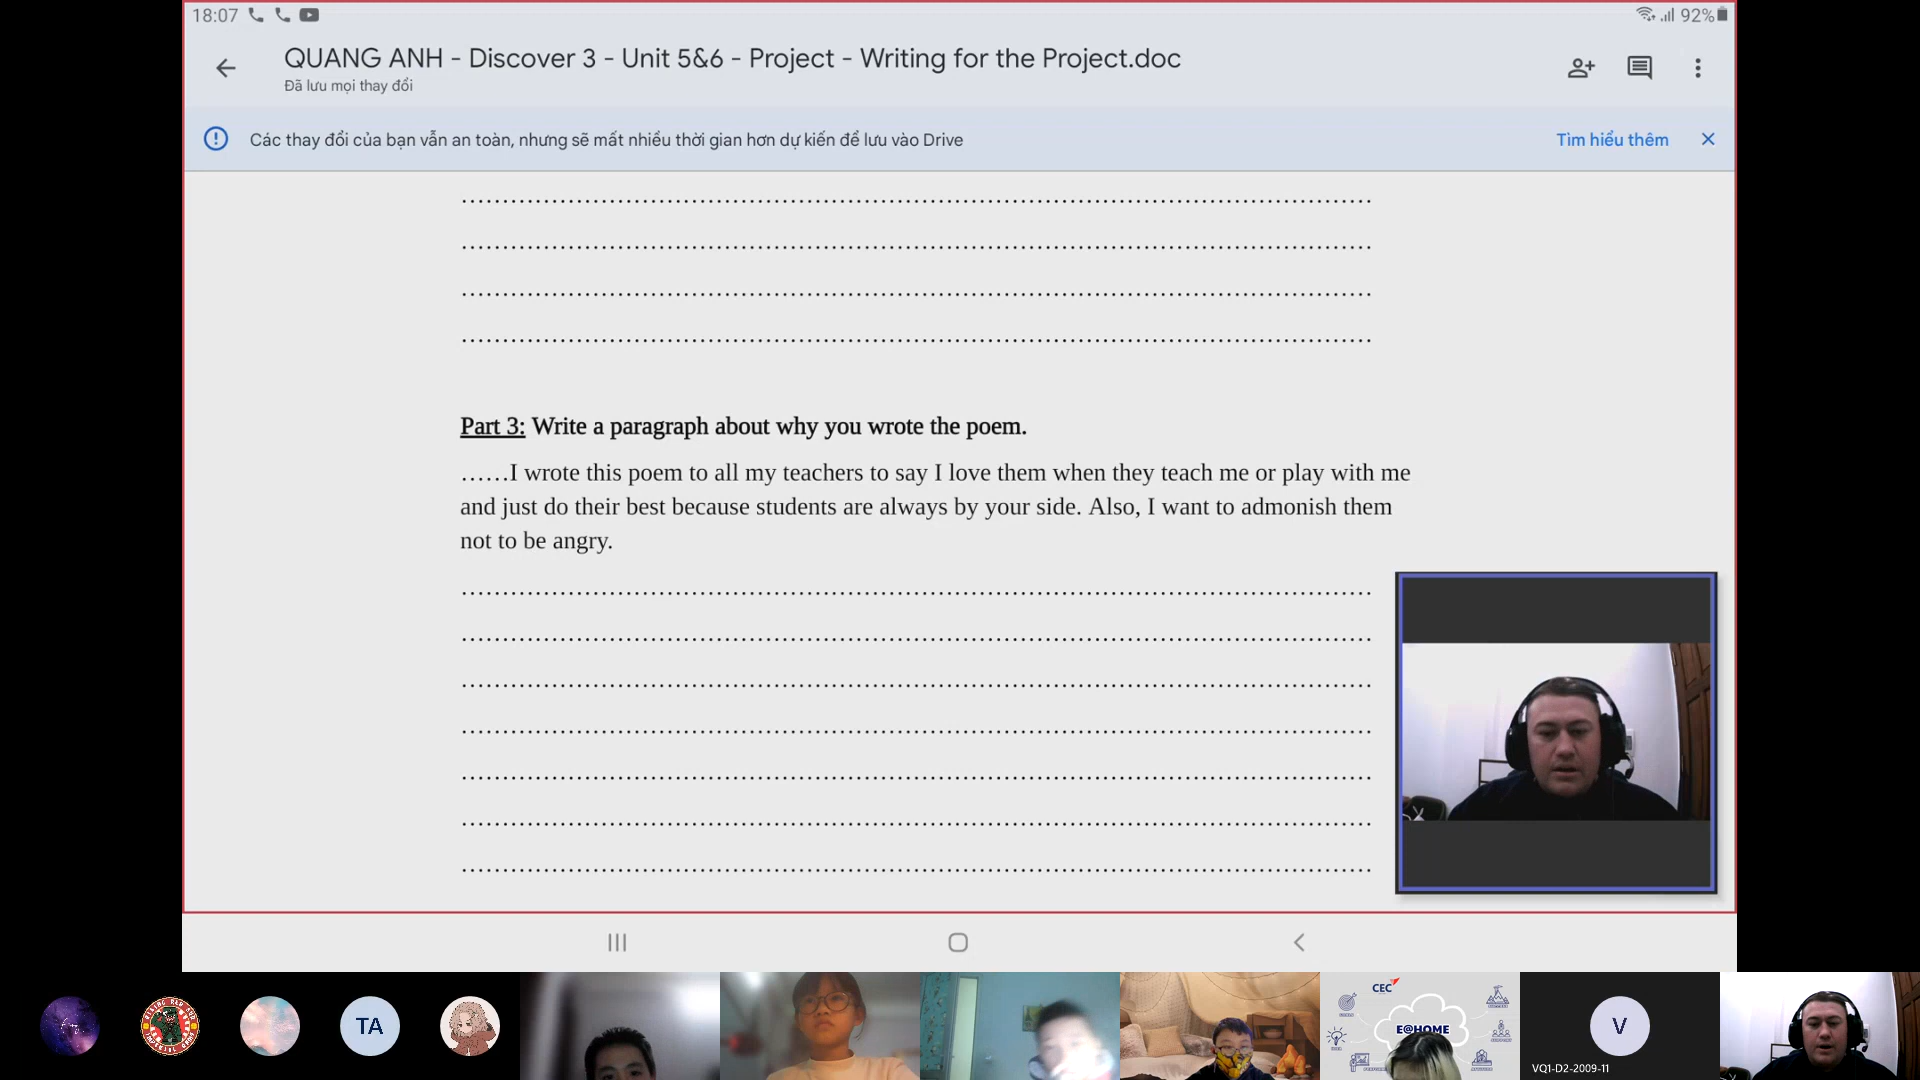 18:07
92%
QUANG ANH - Discover 3 - Unit 5&6 - Project - Writing for the Project.doc
Đã lưu mọi thay đổi
Các thay đổi của bạn vẫn an toàn, nhưng sẽ mất nhiều thời gian hơn dự kiến để lưu vào Drive
Tìm hiểu thêm
....................................................................................................
....................................................................................................
....................................................................................................
....................................................................................................
Part 3: Write a paragraph about why you wrote the poem.
……I wrote this poem to all my teachers to say I love them when they teach me or play with me
and just do their best because students are always by your side. Also, I want to admonish them
not to be angry.
....................................................................................................
....................................................................................................
....................................................................................................
....................................................................................................
....................................................................................................
....................................................................................................
....................................................................................................
TA
CEC
E@HOME
V
VQ1-D2-2009-11